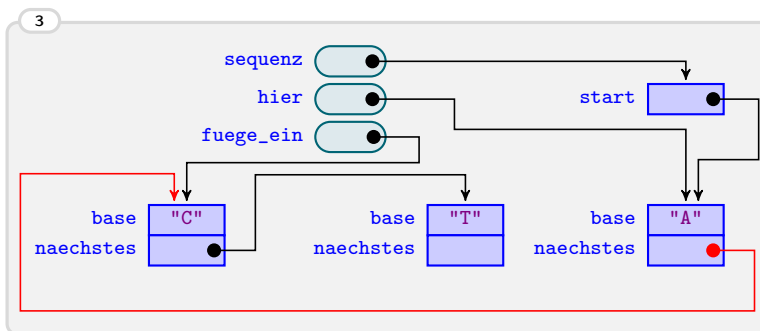 3
sequenz
hier
start
fuege_ein
base "C" base "T" base "A"
naechstes naechstes naechstes